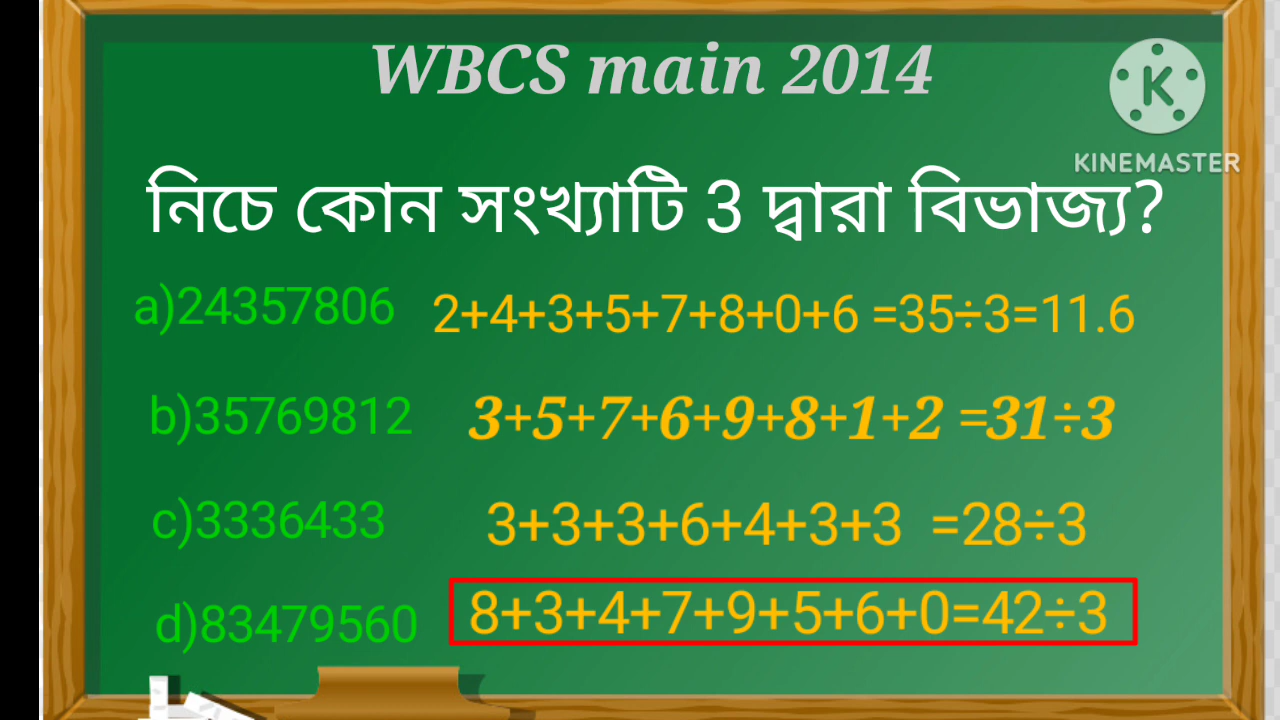 WBCS main 2014
K
KINEMASTER
নিচে কোন সংখ্যাটি 3 দ্বারা বিভাজ্য?
a)24357806 2+4+3+5+7+8+0+6 =35÷3=11.6
b)35769812 3+5+7+6+9+8+1+2 =31÷3
c)3336433 3+3+3+6+4+3+3 =28÷3
d)83479560 8+3+4+7+9+5+6+0=42÷3